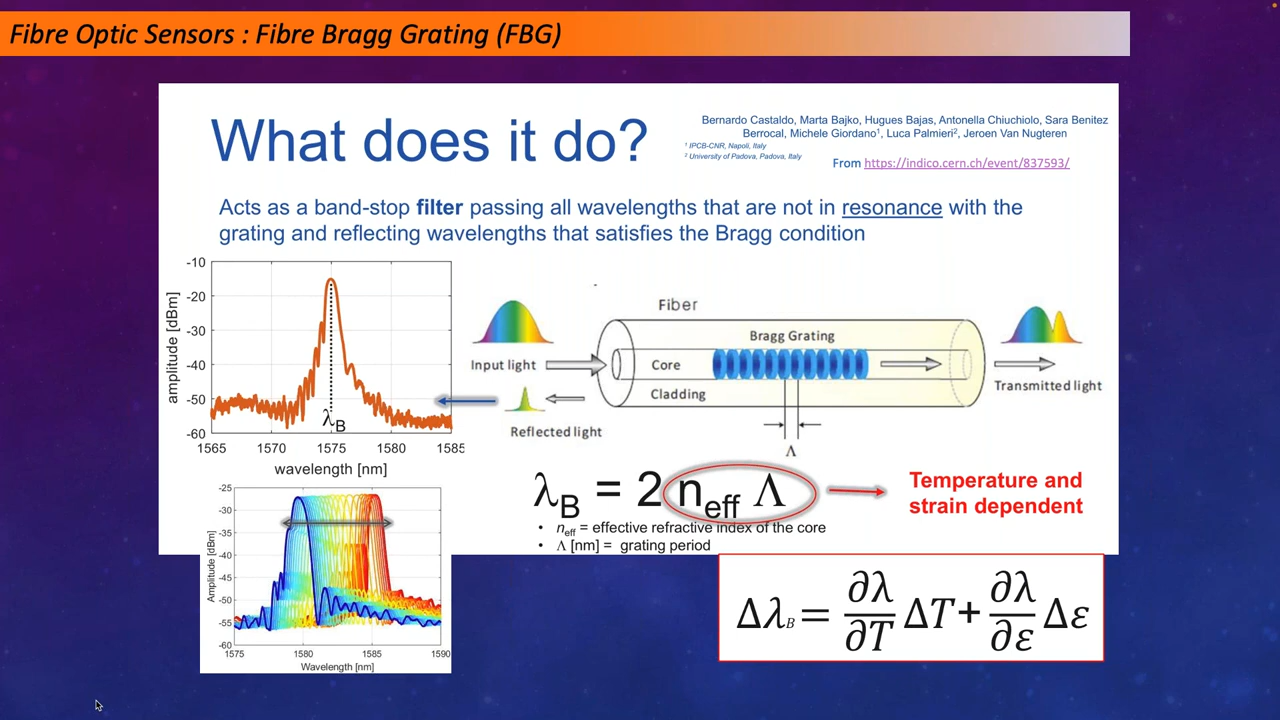 Fibre Optic Sensors : Fibre Bragg Grating (FBG)
What does it do?
Bernardo Castaldo, Marta Bajko, Hugues Bajas, Antonella Chiuchiolo, Sara Benitez
Berrocal, Michele Giordano¹, Luca Palmieri², Jeroen Van Nugteren
¹ IPCB-CNR, Napoli, Italy
² University of Padova, Padova, Italy
From https://indico.cern.ch/event/837593/
Acts as a band-stop filter passing all wavelengths that are not in resonance with the
grating and reflecting wavelengths that satisfies the Bragg condition
-10
-20
-30
-40
-50
-60
amplitude [dBm]
λB
1565 1570 1575 1580 1585
wavelength [nm]
Fiber
Bragg Grating
Input light
Core
Cladding
Transmitted light
Reflected light
Λ
λB = 2 neff Λ
Temperature and
strain dependent
• neff = effective refractive index of the core
• Λ [nm] = grating period
-25
-30
-35
-40
-45
-50
-55
-60
Amplitude [dBm]
1575 1580 1585 1590
Wavelength [nm]
ΔλB = ∂λ/∂T ΔT + ∂λ/∂ε Δε